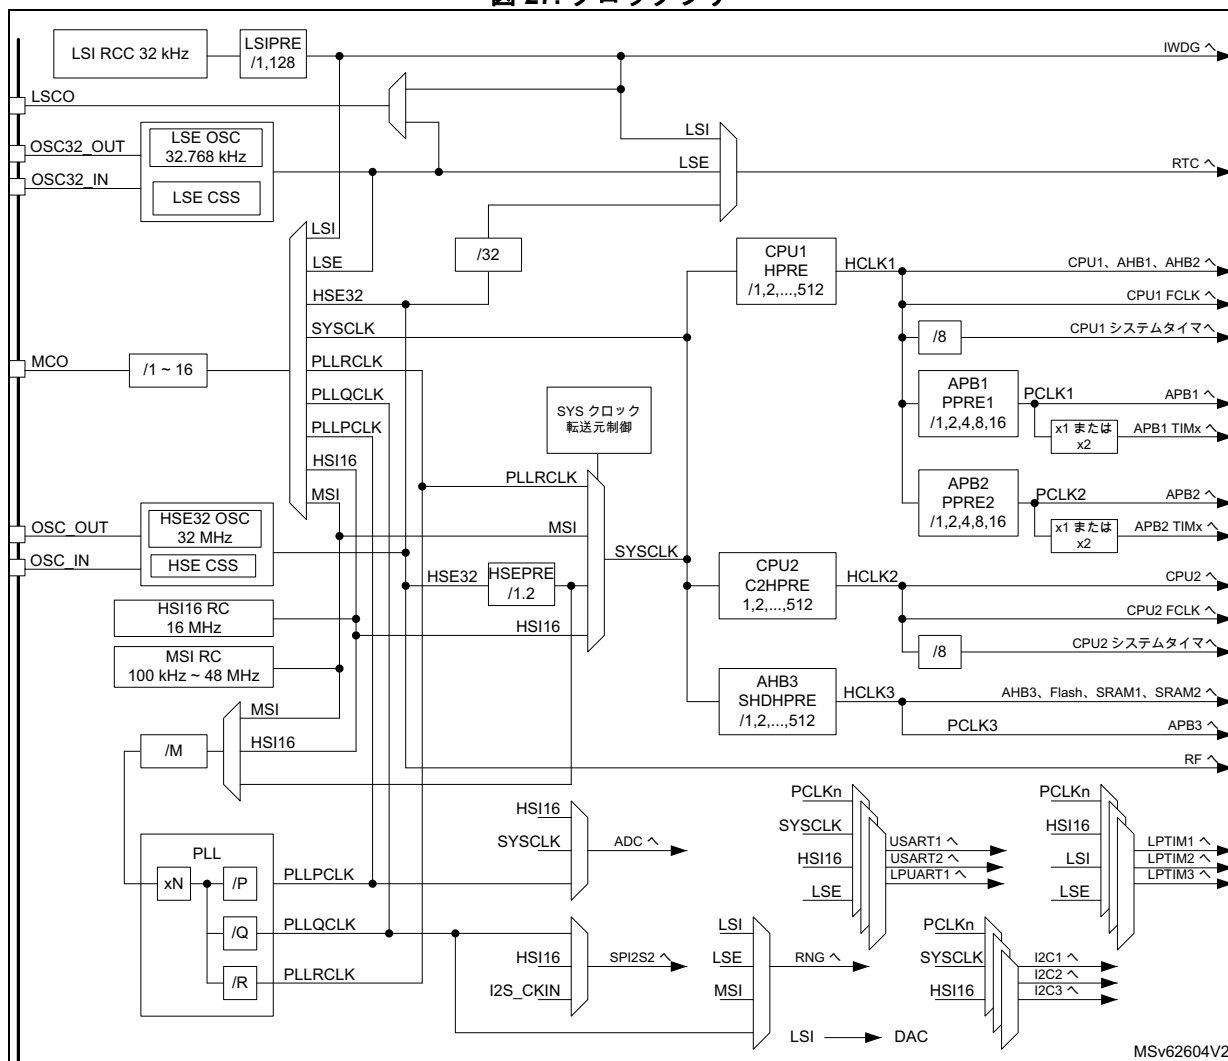 LSI RCC 32 kHz
LSIPRE
/1,128
IWDG へ
LSCO
OSC32_OUT
OSC32_IN
LSE OSC
32.768 kHz
LSE CSS
LSI
LSE
RTC へ
/32
LSI
LSE
HSE32
SYSCLK
PLLRCLK
PLLQCLK
PLLPCLK
HSI16
MSI
MCO
/1 ~ 16
CPU1
HPRE
/1,2,...,512
HCLK1
CPU1、AHB1、AHB2 へ
CPU1 FCLK へ
/8
CPU1 システムタイマへ
APB1
PPRE1
/1,2,4,8,16
PCLK1
APB1 へ
x1 または
x2
APB1 TIMx へ
APB2
PPRE2
/1,2,4,8,16
PCLK2
APB2 へ
x1 または
x2
APB2 TIMx へ
SYS クロック
転送元制御
PLLRCLK
MSI
HSE32
HSEPRE
/1.2
HSI16
SYSCLK
OSC_OUT
OSC_IN
HSE32 OSC
32 MHz
HSE CSS
HSI16 RC
16 MHz
MSI RC
100 kHz ~ 48 MHz
CPU2
C2HPRE
1,2,...,512
HCLK2
CPU2 へ
CPU2 FCLK へ
/8
CPU2 システムタイマへ
AHB3
SHDHPRE
/1,2,...,512
HCLK3
AHB3、Flash、SRAM1、SRAM2 へ
PCLK3
APB3 へ
RF へ
MSI
HSI16
/M
PLL
xN
/P
/Q
/R
PLLPCLK
PLLQCLK
PLLRCLK
HSI16
SYSCLK
ADC へ
HSI16
I2S_CKIN
SPI2S2 へ
LSI
LSE
MSI
RNG へ
LSI
DAC
PCLKn
SYSCLK
HSI16
LSE
USART1 へ
USART2 へ
LPUART1 へ
PCLKn
HSI16
LSI
LSE
LPTIM1 へ
LPTIM2 へ
LPTIM3 へ
PCLKn
SYSCLK
HSI16
I2C1 へ
I2C2 へ
I2C3 へ
MSv62604V2